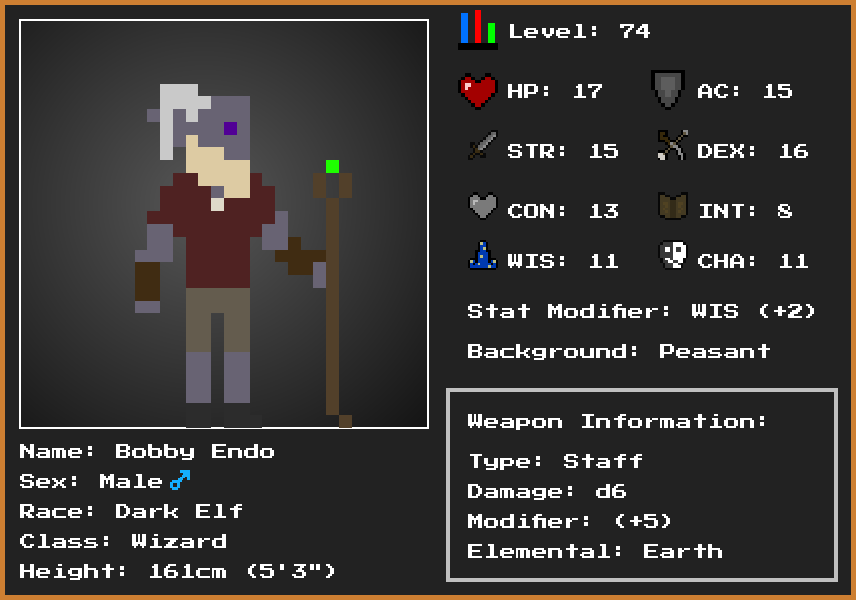 Level: 74
HP: 17
AC: 15
STR: 15
DEX: 16
CON: 13
INT: 8
WIS: 11
CHA: 11
Stat Modifier: WIS (+2)
Background: Peasant
Name: Bobby Endo
Sex: Male♂
Race: Dark Elf
Class: Wizard
Height: 161cm (5'3")
Weapon Information:
Type: Staff
Damage: d6
Modifier: (+5)
Elemental: Earth